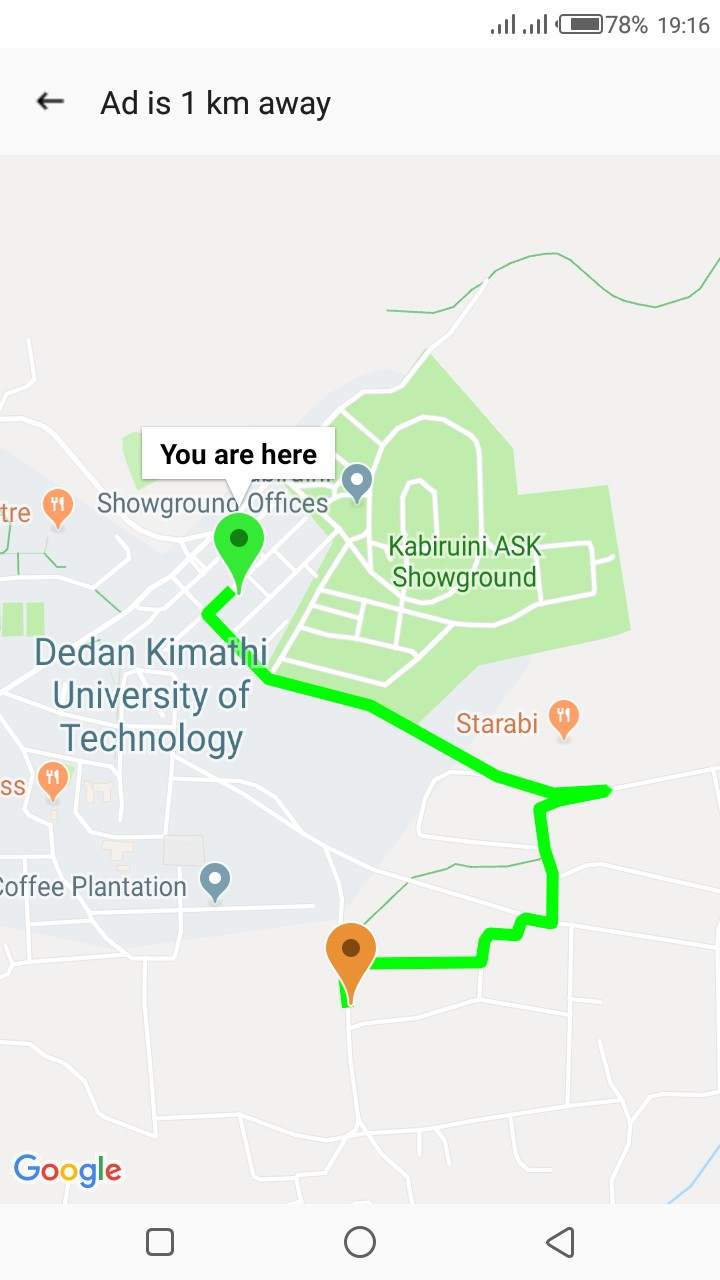 78% 19:16
Ad is 1 km away
You are here
Showground Offices
tre
Kabiruini ASK
Showground
Dedan Kimathi
University of
Technology
Starabi
ss
Coffee Plantation
Google